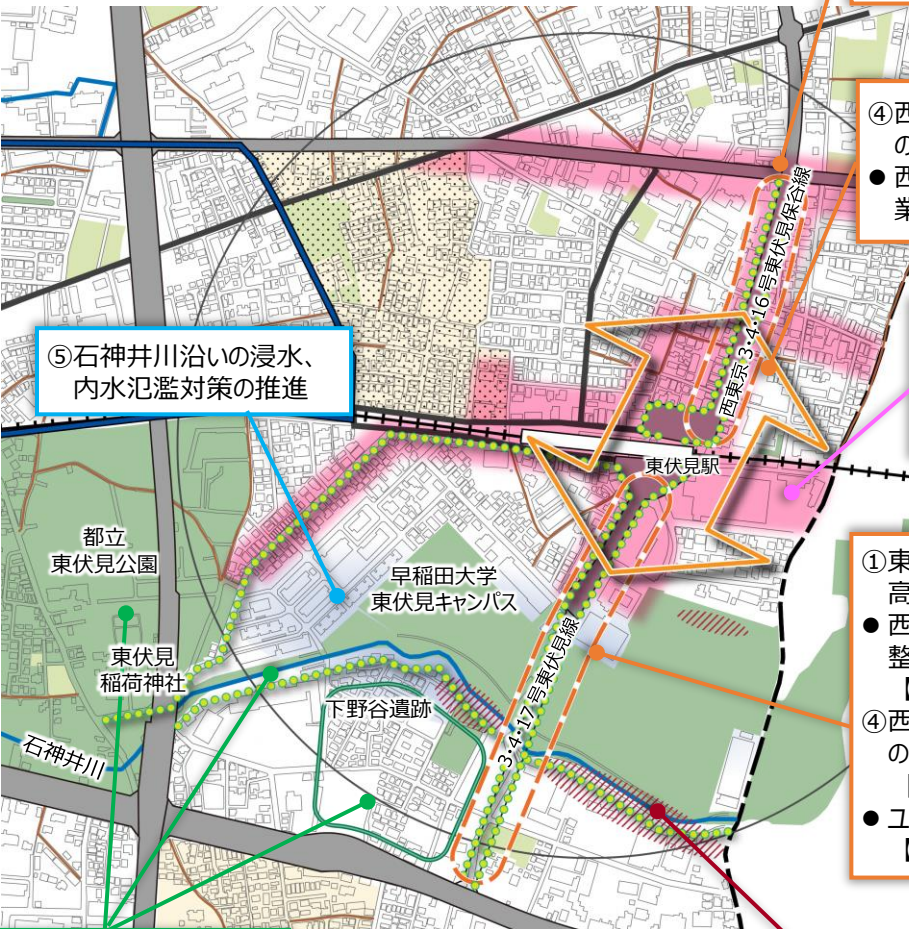 ④西
の
● 西
業
西東京3・4・16号東伏見保谷線
⑤石神井川沿いの浸水、
内水氾濫対策の推進
東伏見駅
都立
東伏見公園
早稲田大学
東伏見キャンパス
①東
高
● 西
整
【
④西
の
● ユ
【
東伏見
稲荷神社
下野谷遺跡
3・4・17号東伏見線
石神井川